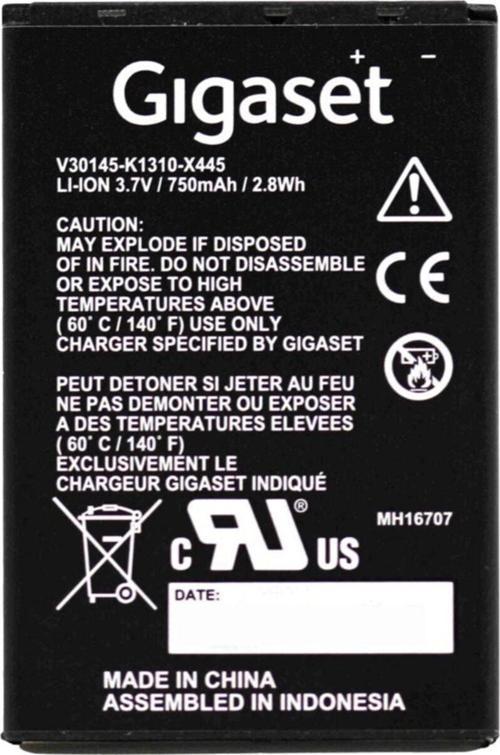 + -
Gigaset
V30145-K1310-X445
LI-ION 3.7V / 750mAh / 2.8Wh
CAUTION:
MAY EXPLODE IF DISPOSED
OF IN FIRE. DO NOT DISASSEMBLE
OR EXPOSE TO HIGH
TEMPERATURES ABOVE
( 60° C / 140° F) USE ONLY
CHARGER SPECIFIED BY GIGASET
CE
PEUT DETONER SI JETER AU FEU
NE PAS DEMONTER OU EXPOSER
A DES TEMPERATURES ELEVEES
( 60° C / 140° F)
EXCLUSIVEMENT LE
CHARGEUR GIGASET INDIQUÉ
MH16707
C RU® US
DATE:
MADE IN CHINA
ASSEMBLED IN INDONESIA